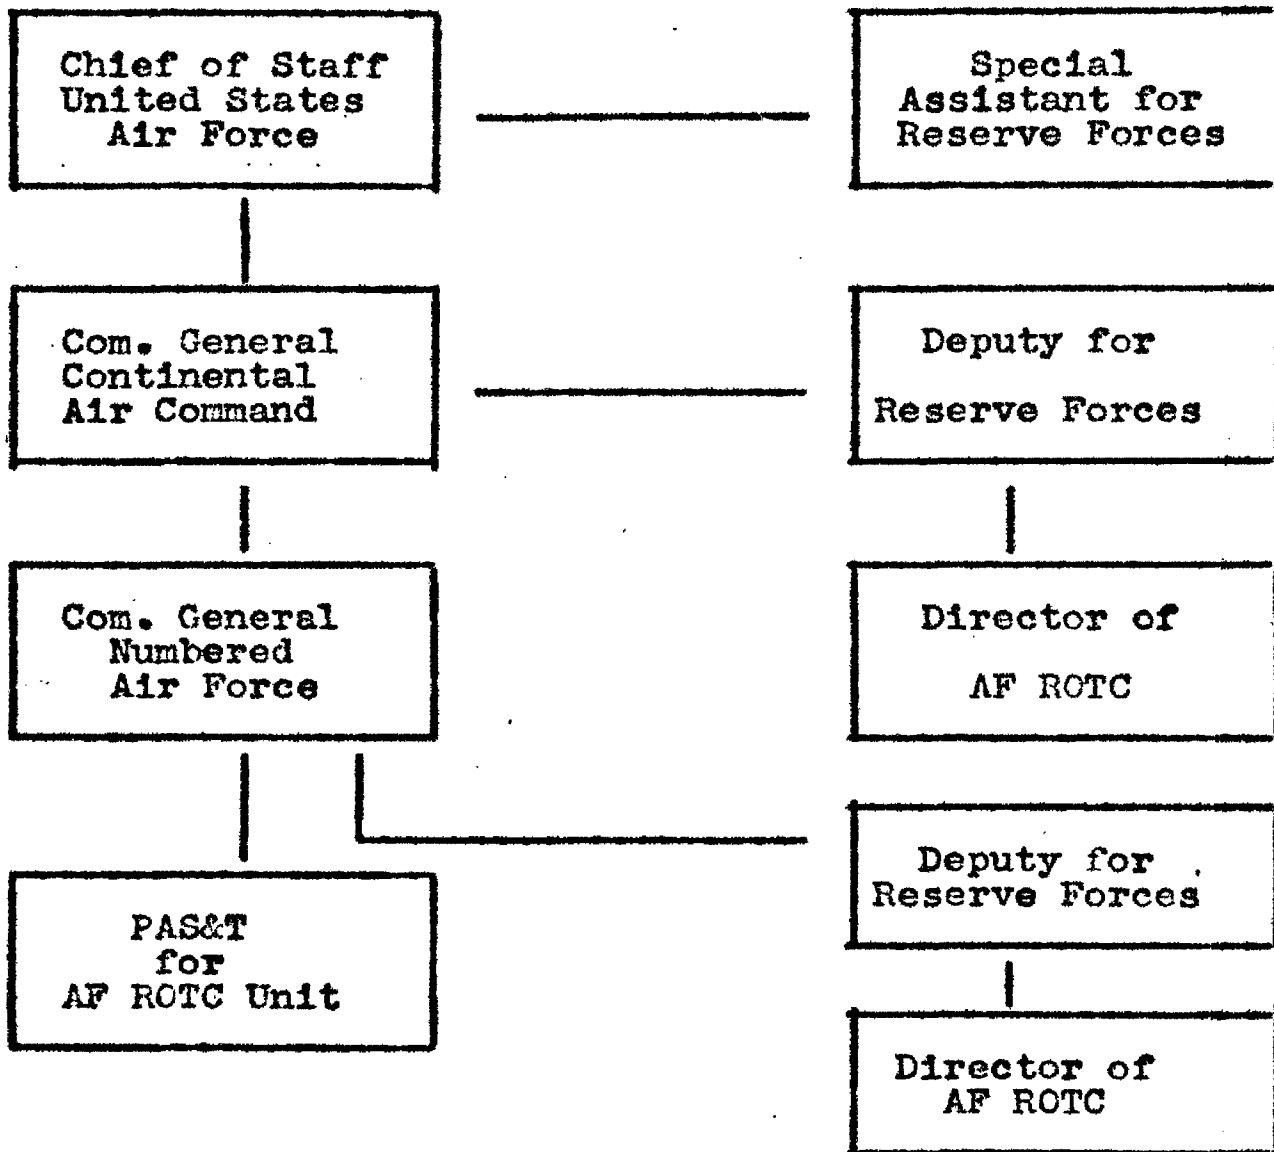 Chief of Staff
United States
Air Force
Special
Assistant for
Reserve Forces
Com. General
Continental
Air Command
Deputy for
Reserve Forces
Com. General
Numbered
Air Force
Director of
AF ROTC
Deputy for
Reserve Forces
PAS&T
for
AF ROTC Unit
Director of
AF ROTC